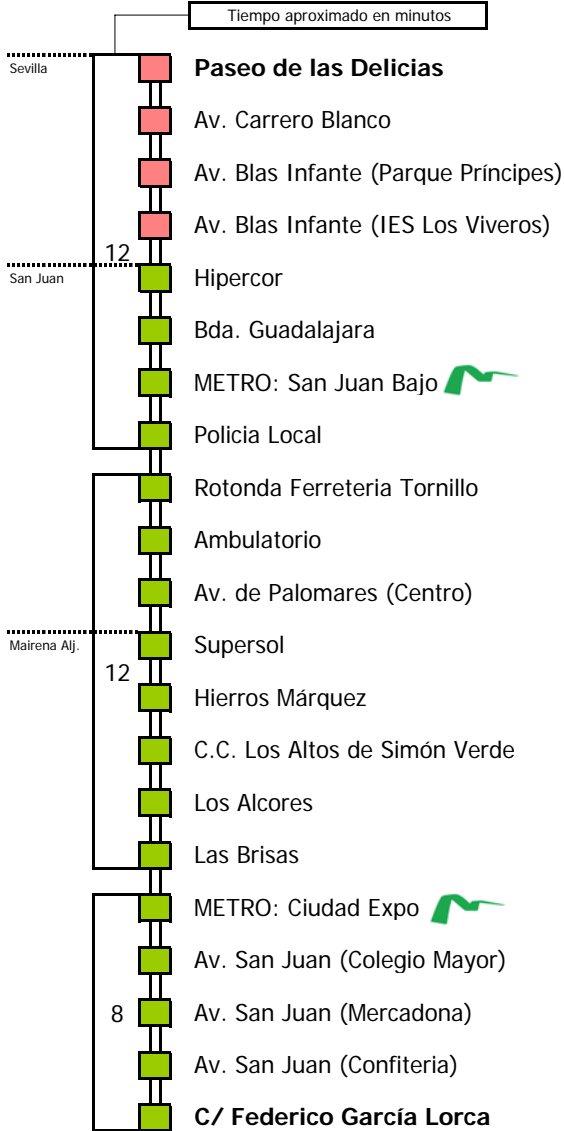 Tiempo aproximado en minutos
Sevilla
Paseo de las Delicias
Av. Carrero Blanco
Av. Blas Infante (Parque Príncipes)
Av. Blas Infante (IES Los Viveros)
12
San Juan
Hipercor
Bda. Guadalajara
METRO: San Juan Bajo
Policia Local
Rotonda Ferreteria Tornillo
Ambulatorio
Av. de Palomares (Centro)
Mairena Alj.
Supersol
12
Hierros Márquez
C.C. Los Altos de Simón Verde
Los Alcores
Las Brisas
METRO: Ciudad Expo
Av. San Juan (Colegio Mayor)
8
Av. San Juan (Mercadona)
Av. San Juan (Confiteria)
C/ Federico García Lorca